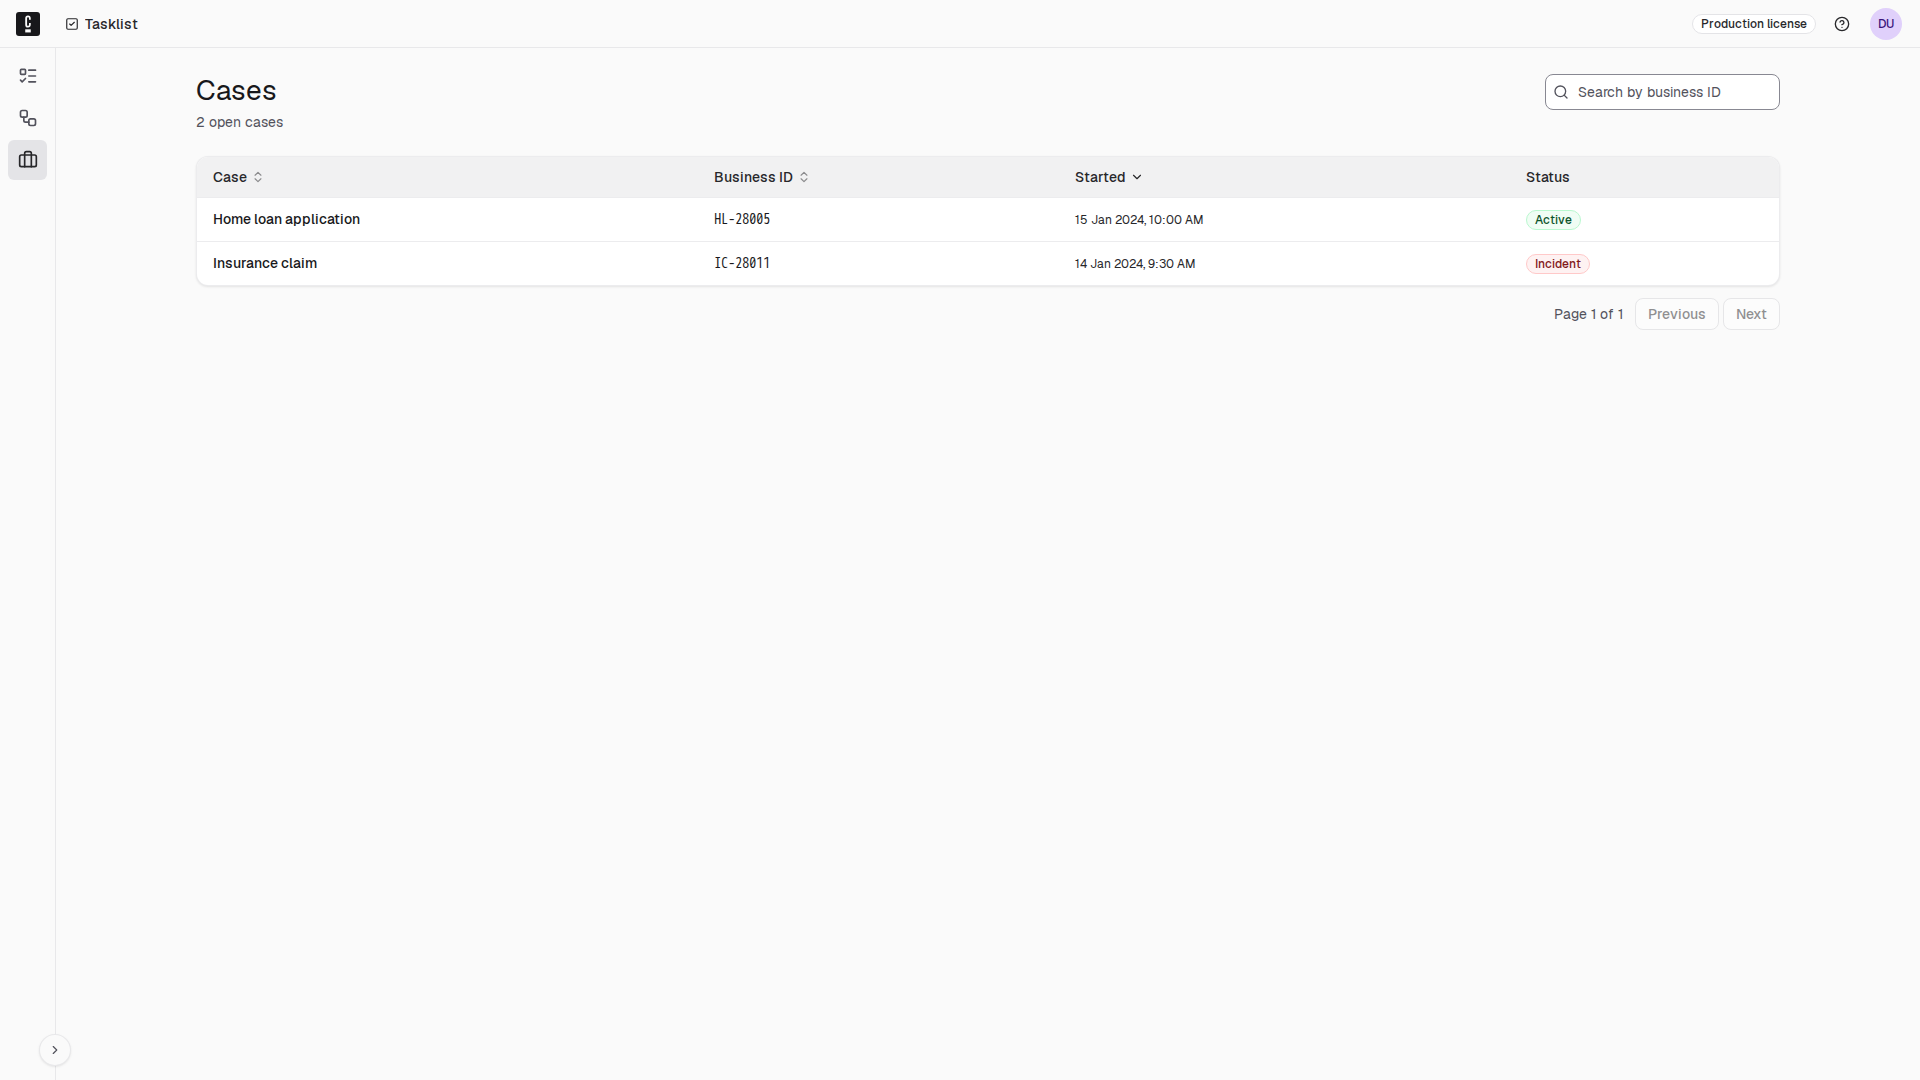 Tasklist
Production license
DU
Cases
2 open cases
Search by business ID
Case Business ID Started Status
Home loan application HL-28005 15 Jan 2024, 10:00 AM Active
Insurance claim IC-28011 14 Jan 2024, 9:30 AM Incident
Page 1 of 1 Previous Next